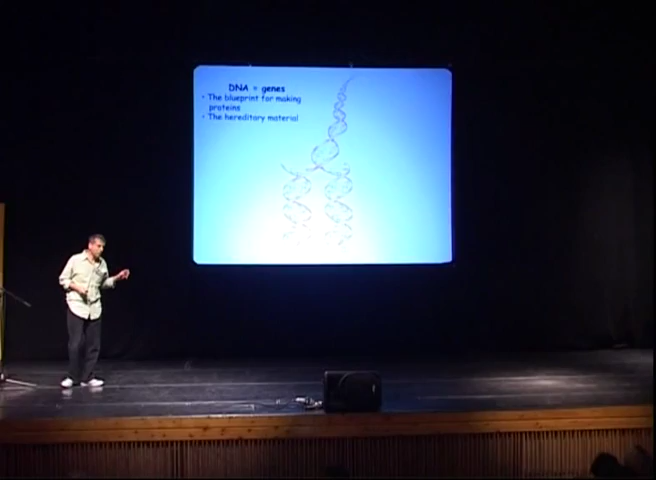 DNA = genes
• The blueprint for making
proteins
• The hereditary material